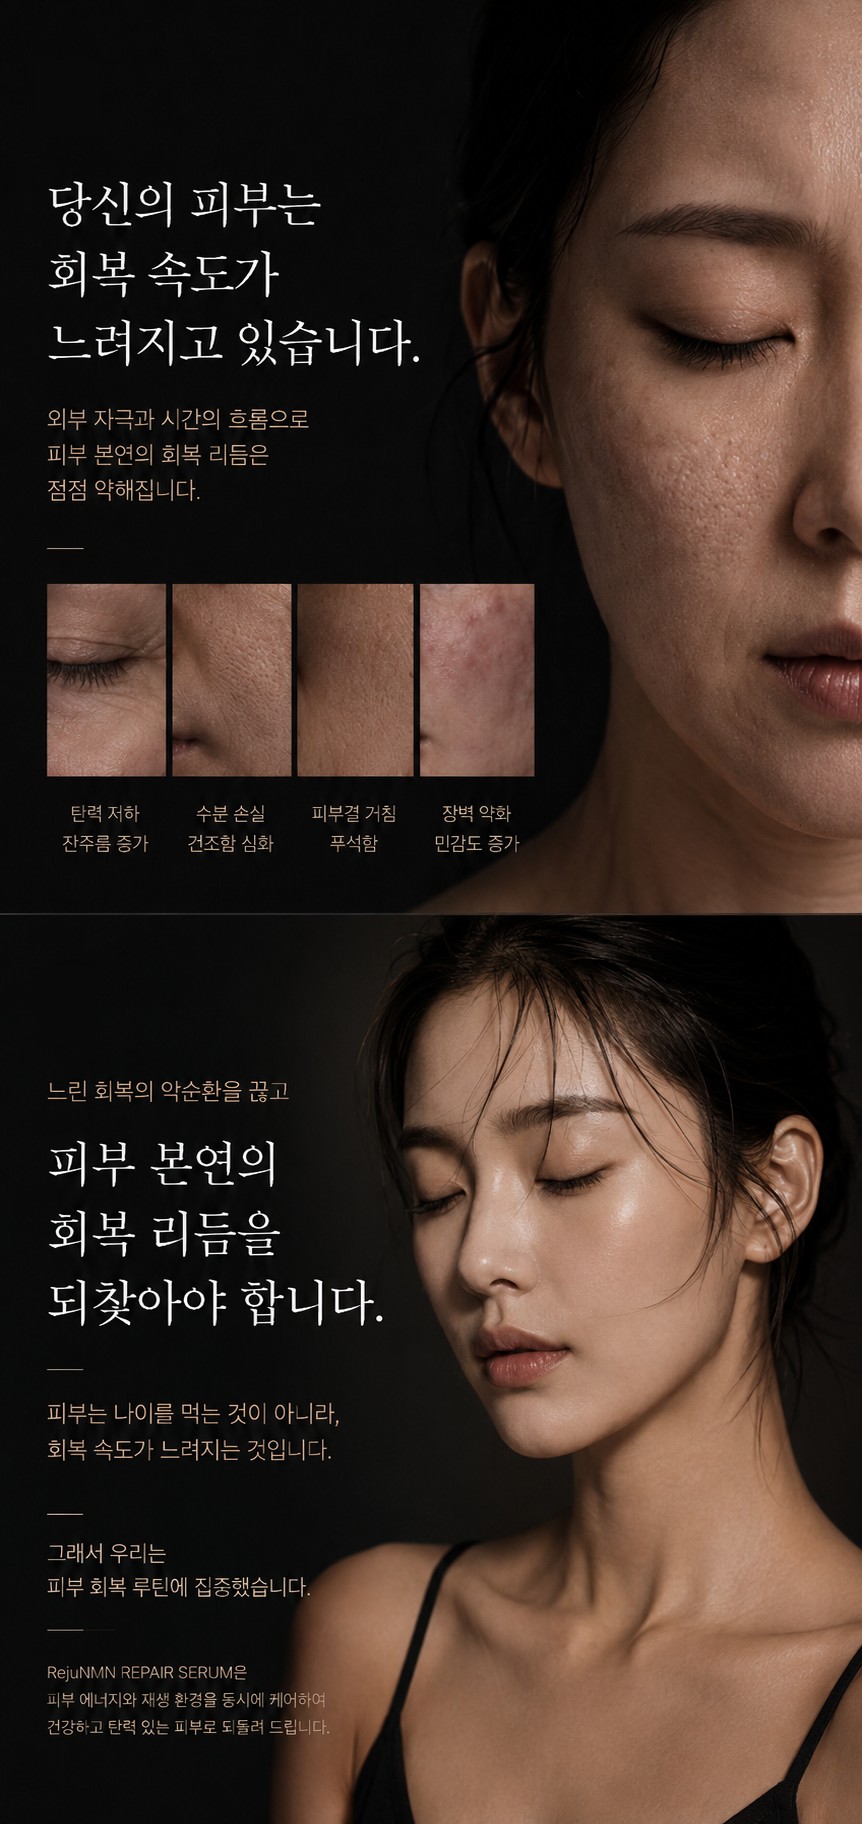 당신의 피부는
회복 속도가
느려지고 있습니다.
외부 자극과 시간의 흐름으로
피부 본연의 회복 리듬은
점점 약해집니다.
탄력 저하
잔주름 증가
수분 손실
건조함 심화
피부결 거침
푸석함
장벽 약화
민감도 증가
느린 회복의 악순환을 끊고
피부 본연의
회복 리듬을
되찾아야 합니다.
피부는 나이를 먹는 것이 아니라,
회복 속도가 느려지는 것입니다.
그래서 우리는
피부 회복 루틴에 집중했습니다.
RejuNMN REPAIR SERUM은
피부 에너지와 재생 환경을 동시에 케어하여
건강하고 탄력 있는 피부로 되돌려 드립니다.